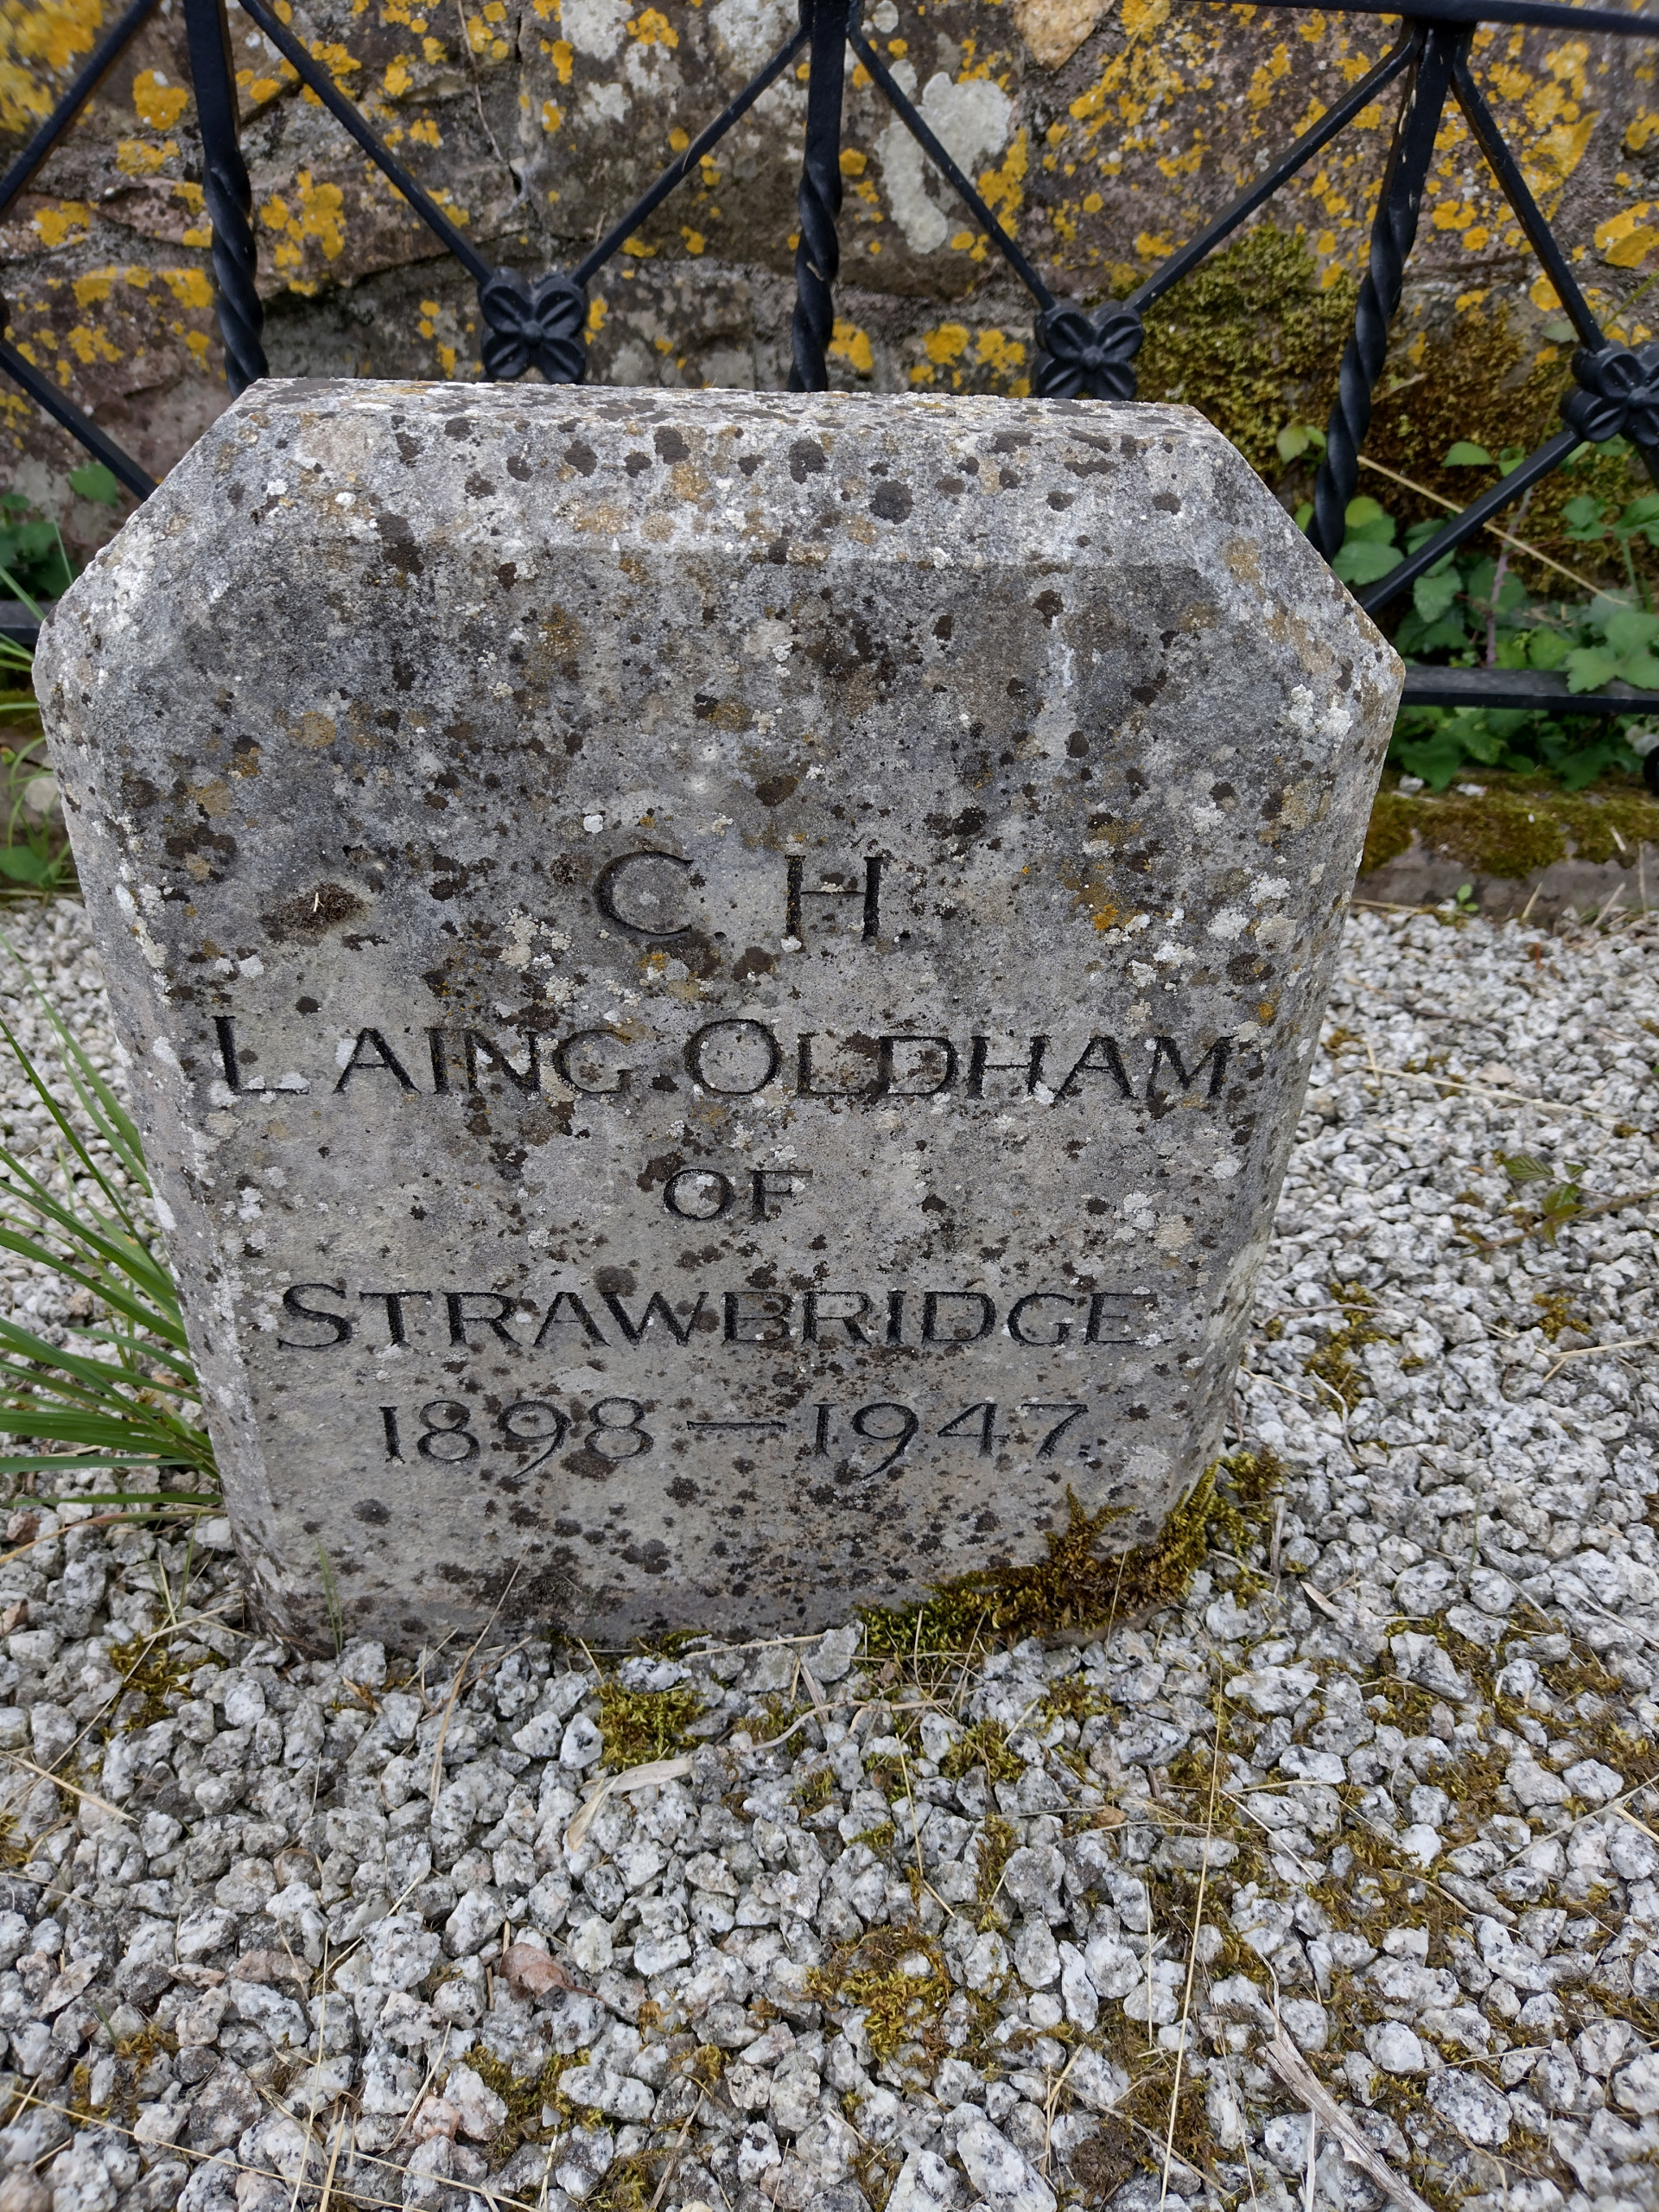 C. H.
LAING OLDHAM
OF
STRAWBRIDGE.
1898 — 1947.